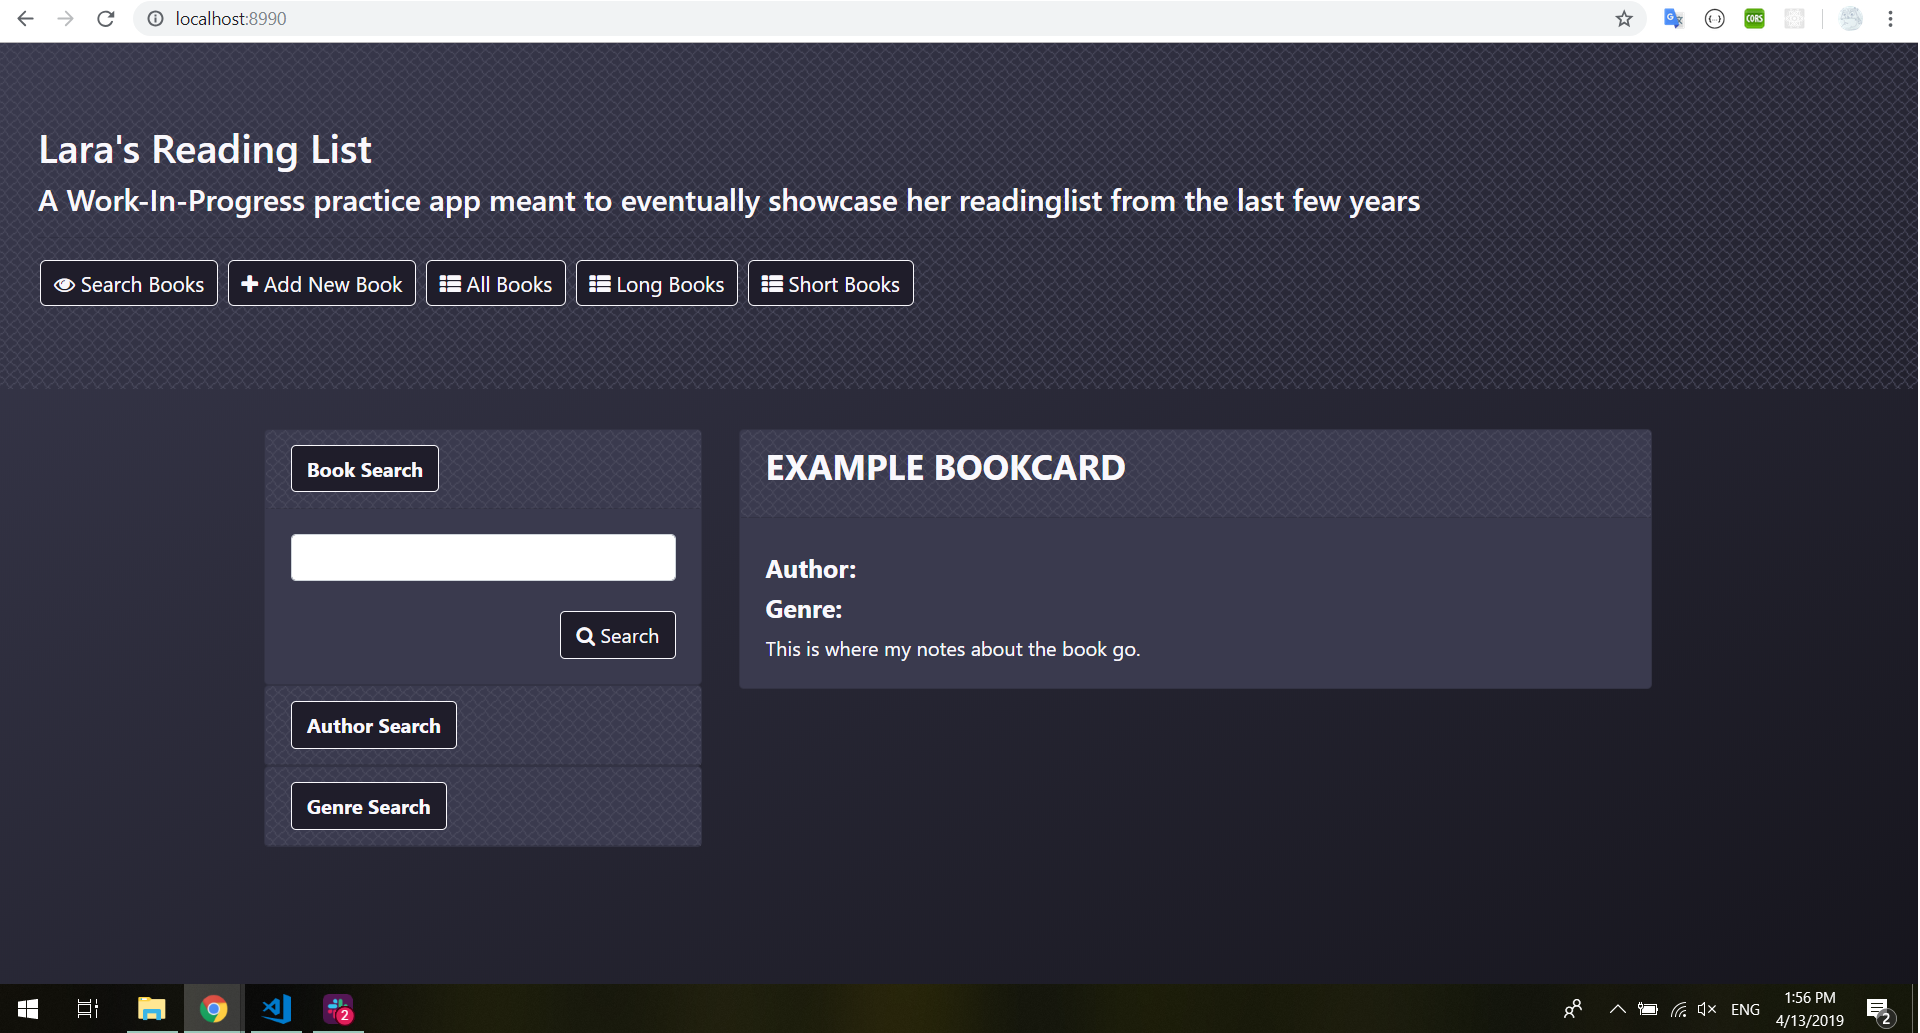 localhost:8990
CORS
Lara's Reading List
A Work-In-Progress practice app meant to eventually showcase her readinglist from the last few years
Search Books Add New Book All Books Long Books Short Books
Book Search
Search
Author Search
Genre Search
EXAMPLE BOOKCARD
Author:
Genre:
This is where my notes about the book go.
2
ENG
1:56 PM
4/13/2019
2